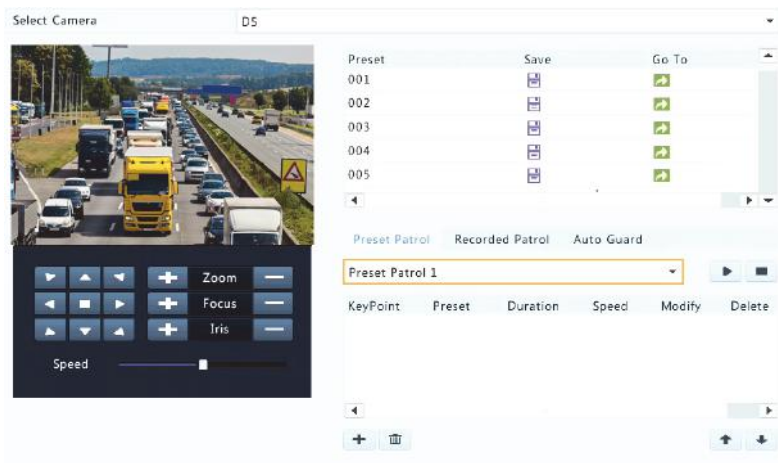 Select Camera D5
Preset Save Go To
001
002
003
004
005
Preset Patrol Recorded Patrol Auto Guard
Preset Patrol 1
KeyPoint Preset Duration Speed Modify Delete
Zoom
Focus
Iris
Speed